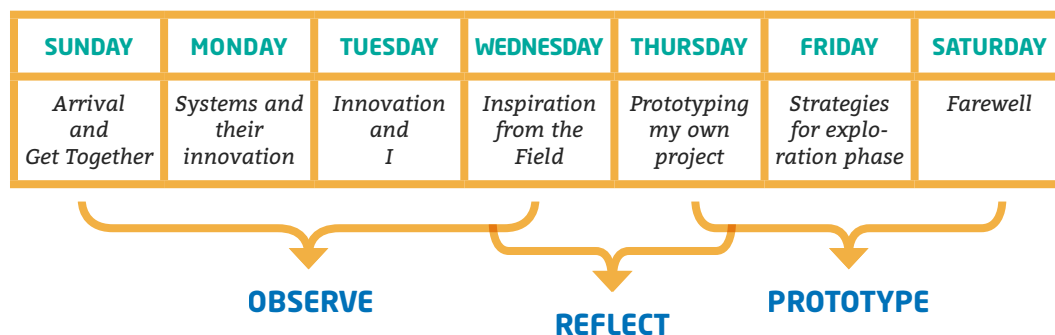 SUNDAY MONDAY TUESDAY WEDNESDAY THURSDAY FRIDAY SATURDAY
Arrival
and
Get Together
Systems and
their
innovation
Innovation
and
I
Inspiration
from the
Field
Prototyping
my own
project
Strategies
for explo-
ration phase
Farewell
OBSERVE
REFLECT
PROTOTYPE